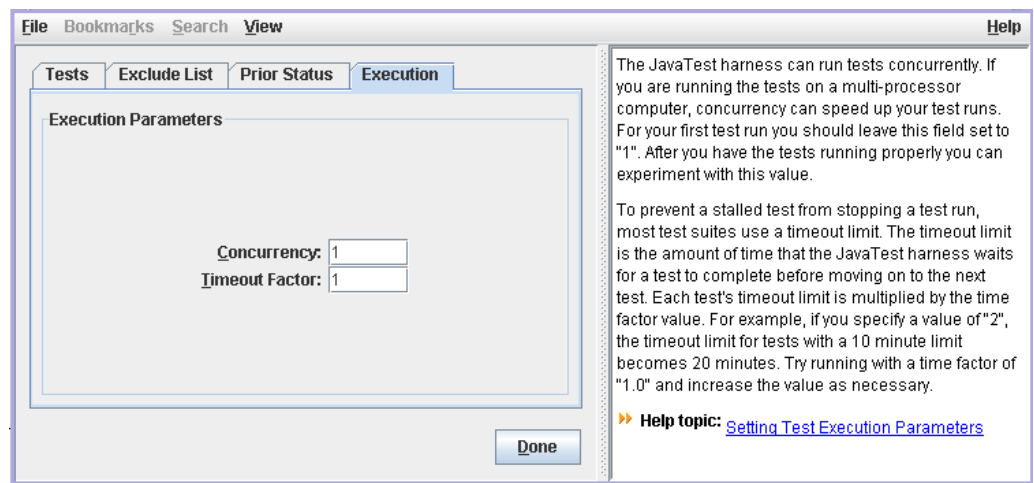 File Bookmarks Search View Help
Tests Exclude List Prior Status Execution
Execution Parameters
Concurrency: 1
Timeout Factor: 1
Done
The JavaTest harness can run tests concurrently. If
you are running the tests on a multi-processor
computer, concurrency can speed up your test runs.
For your first test run you should leave this field set to
"1". After you have the tests running properly you can
experiment with this value.
To prevent a stalled test from stopping a test run,
most test suites use a timeout limit. The timeout limit
is the amount of time that the JavaTest harness waits
for a test to complete before moving on to the next
test. Each test's timeout limit is multiplied by the time
factor value. For example, if you specify a value of "2",
the timeout limit for tests with a 10 minute limit
becomes 20 minutes. Try running with a time factor of
"1.0" and increase the value as necessary.
Help topic: Setting Test Execution Parameters